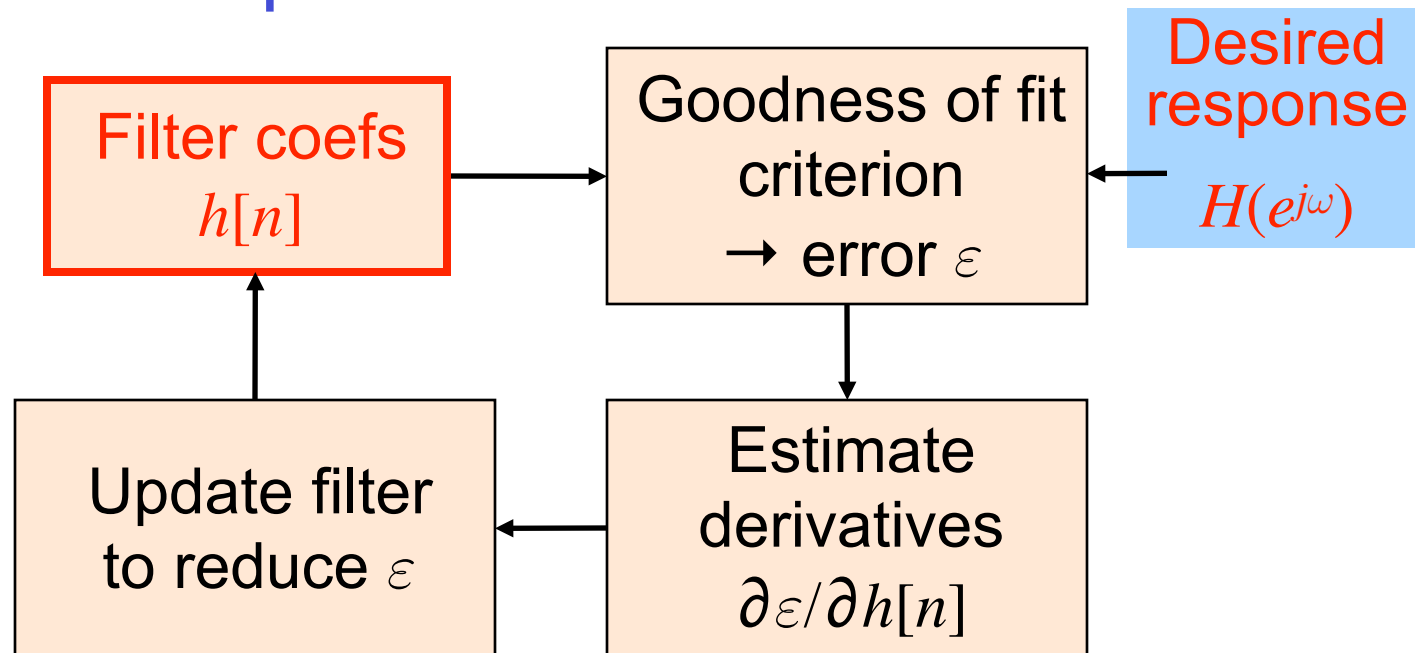 Filter coefs
h[n]
Goodness of fit
criterion
→ error ε
Desired
response
H(e^{jω})
Update filter
to reduce ε
Estimate
derivatives
∂ε/∂h[n]